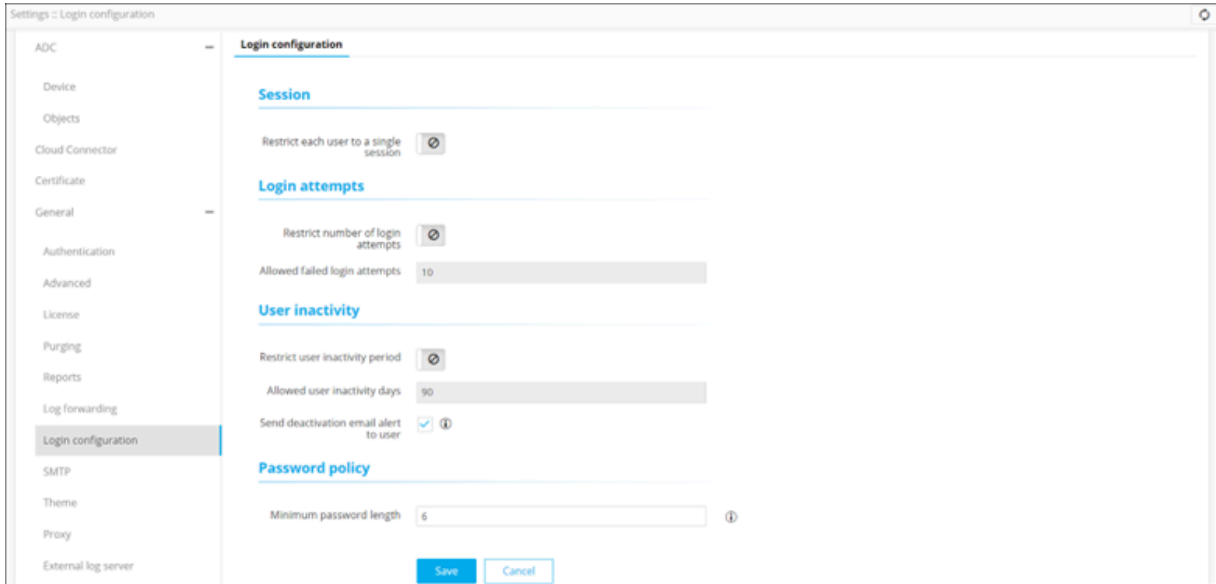 Settings :: Login configuration
ADC
Device
Objects
Cloud Connector
Certificate
General
Authentication
Advanced
License
Purging
Reports
Log forwarding
Login configuration
SMTP
Theme
Proxy
External log server
Login configuration
Session
Restrict each user to a single
session
Login attempts
Restrict number of login
attempts
Allowed failed login attempts 10
User inactivity
Restrict user inactivity period
Allowed user inactivity days 90
Send deactivation email alert
to user
Password policy
Minimum password length 6
Save Cancel